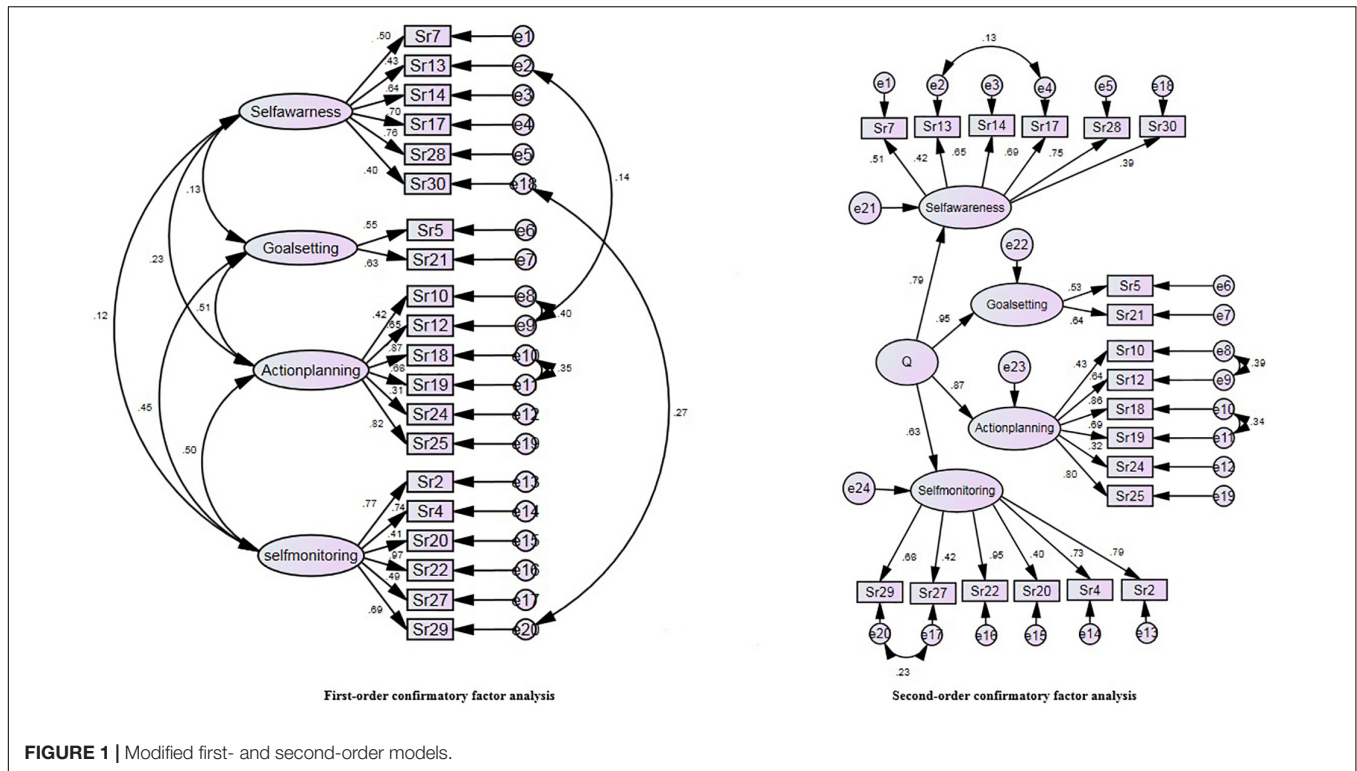 .50 Sr7 e1
.43 Sr13 e2
.64 Sr14 e3
Selfawarness
.70 Sr17 e4
.76 Sr28 e5
.40 Sr30 e18
.14
.13
.55 Sr5 e6
Goalsetting
.63 Sr21 e7
.23
.51
.42 Sr10 e8
.40
.65 Sr12 e9
.12
.87 Sr18 e10
.35
Actionplanning
.68 Sr19 e11
.31 Sr24 e12
.82 Sr25 e19
.27
.45
.50
.77 Sr2 e13
.74 Sr4 e14
.41 Sr20 e15
selfmonitoring
.97 Sr22 e16
.49 Sr27 e17
.69 Sr29 e20
First-order confirmatory factor analysis
.13
e1 e2 e3 e4 e5 e18
Sr7 Sr13 Sr14 Sr17 Sr28 Sr30
.51 .42 .65 .69 .75 .39
e21 Selfawareness
e22
.79
.53 Sr5 e6
Goalsetting
.64 Sr21 e7
.95
Q
e23
.43 Sr10 e8
.39
.64 Sr12 e9
.87
.86 Sr18 e10
.34
Actionplanning
.69 Sr19 e11
.63
.32 Sr24 e12
.80 Sr25 e19
e24 Selfmonitoring
.68 .42 .95 .40 .73 .79
Sr29 Sr27 Sr22 Sr20 Sr4 Sr2
e20 e17 e16 e15 e14 e13
.23
Second-order confirmatory factor analysis
FIGURE 1 | Modified first- and second-order models.